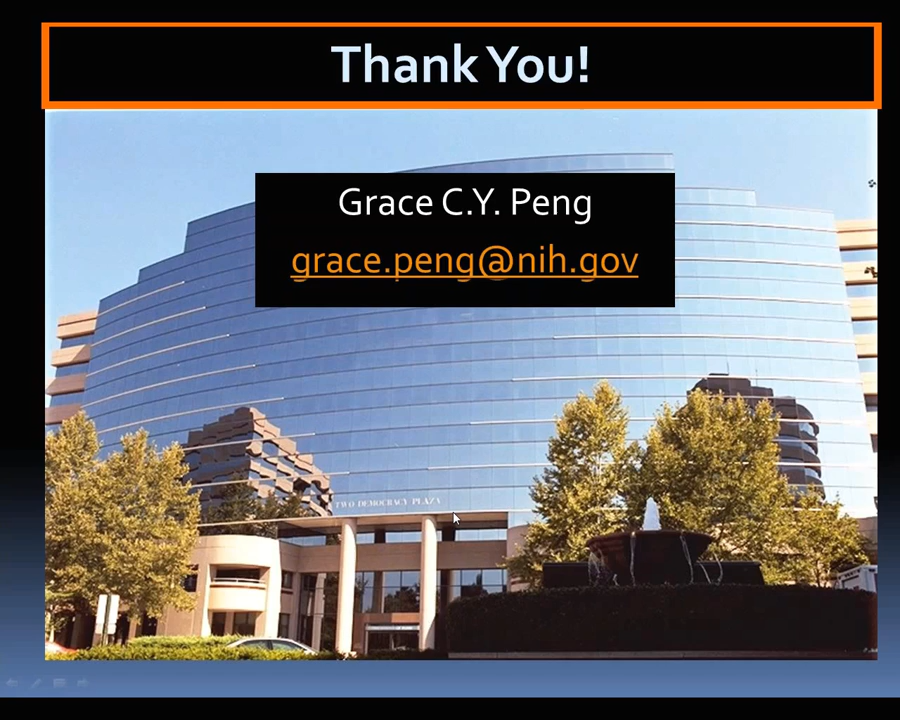 Thank You!
Grace C.Y. Peng
grace.peng@nih.gov
TWO DEMOCRACY PLAZA